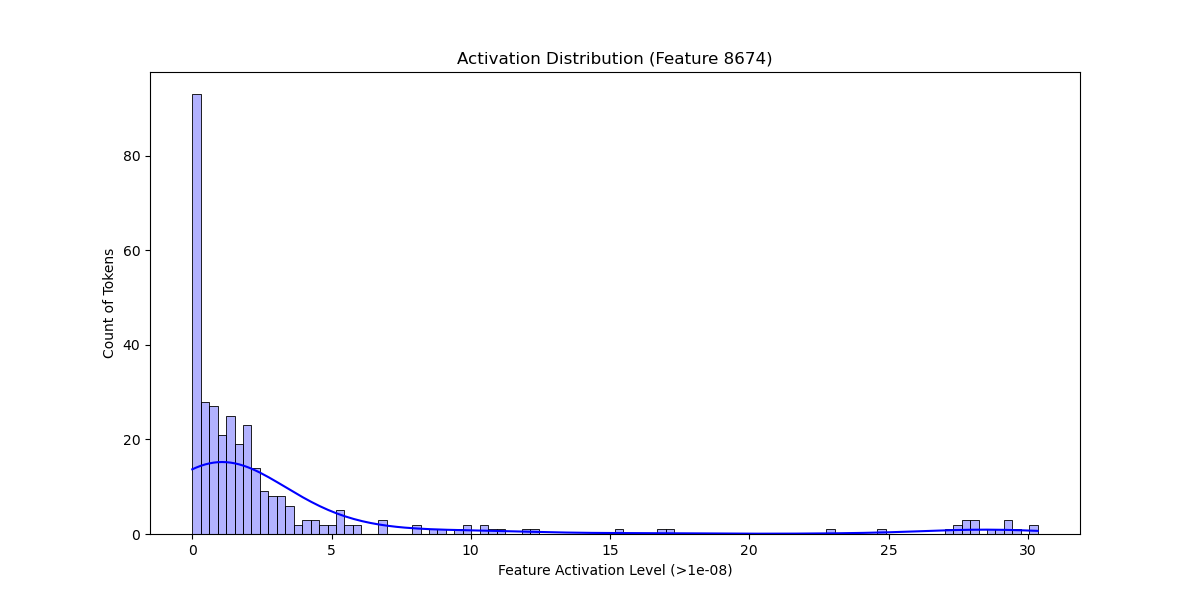 Activation Distribution (Feature 8674)
Count of Tokens
80
60
40
20
0
0 5 10 15 20 25 30
Feature Activation Level (>1e-08)